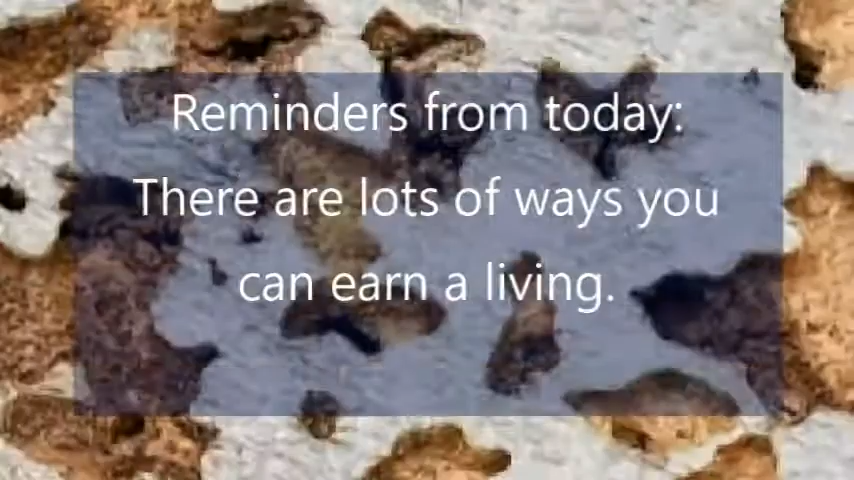 Reminders from today:
There are lots of ways you
can earn a living.